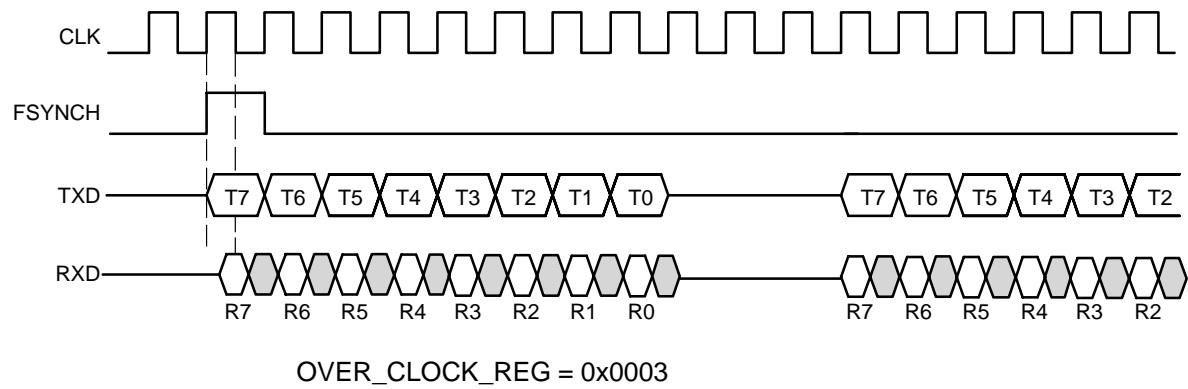 CLK
FSYNCH
TXD T7 T6 T5 T4 T3 T2 T1 T0 T7 T6 T5 T4 T3 T2
RXD
R7 R6 R5 R4 R3 R2 R1 R0 R7 R6 R5 R4 R3 R2
OVER_CLOCK_REG = 0x0003